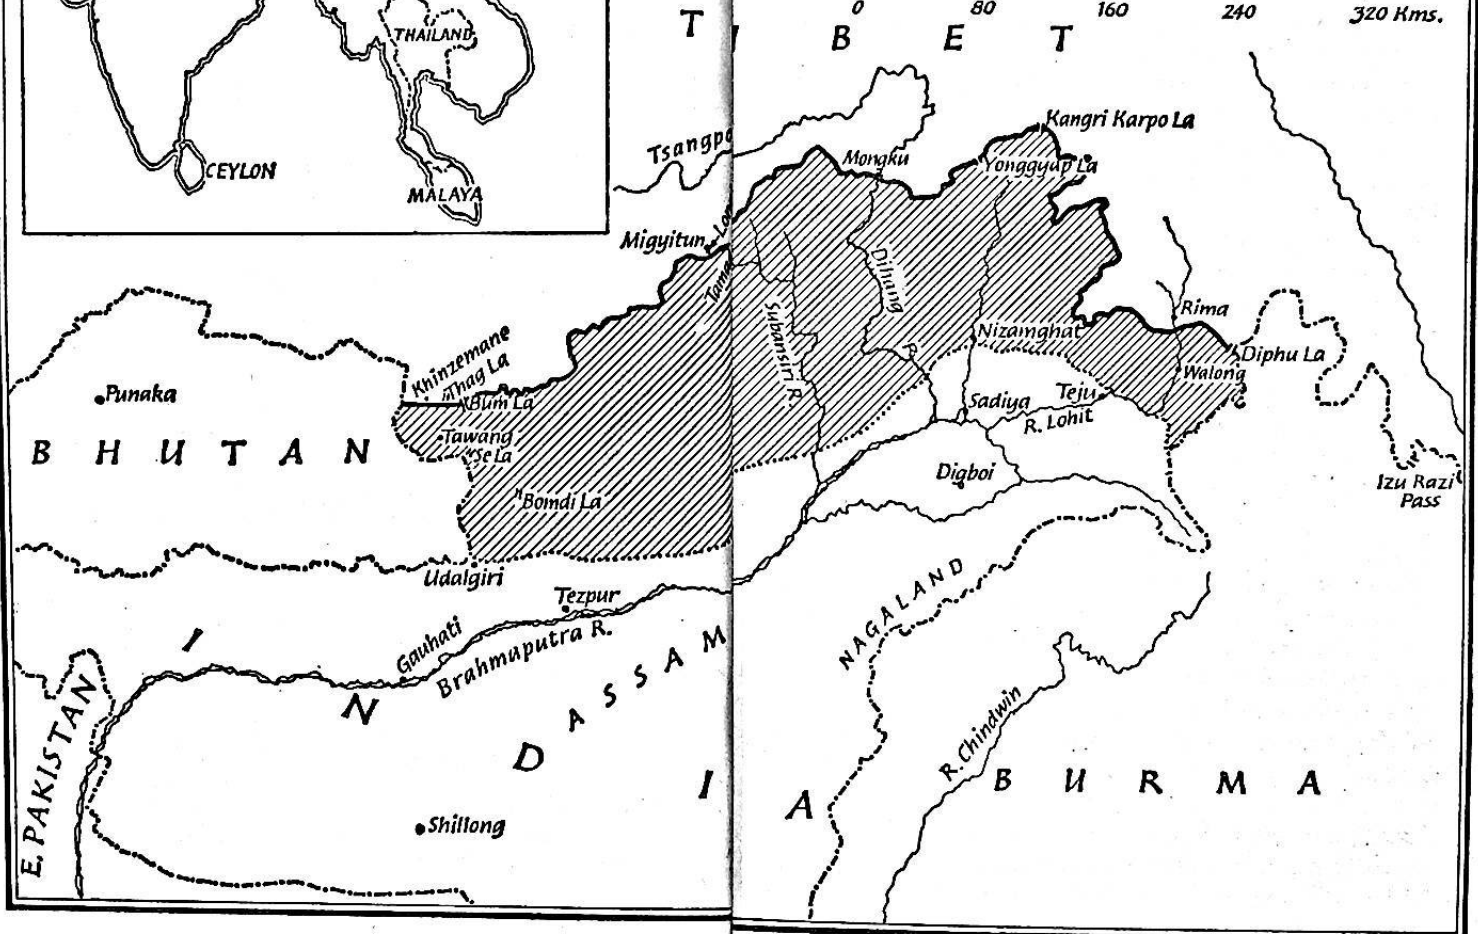 0 80 160 240 320 Kms.
THAILAND
T I B E T
Kangri Karpo La
Tsangpo
Mongku
Yonggyap La
CEYLON
MALAYA
Migyitun
Lon
Tama
Dihang
R.
Subansiri R.
Rima
Nizamghat
Khinzemane
Thag La
Diphu La
Walong
Punaka
Bum La
Sadiya
Teju
R. Lohit
Tawang
Se La
B H U T A N
Digboi
Izu Razi
Pass
Bomdi La
Udalgiri
NAGALAND
Tezpur
Gauhati
Brahmaputra R.
ASSAM
E. PAKISTAN
R. Chindwin
I N D I A
B U R M A
Shillong